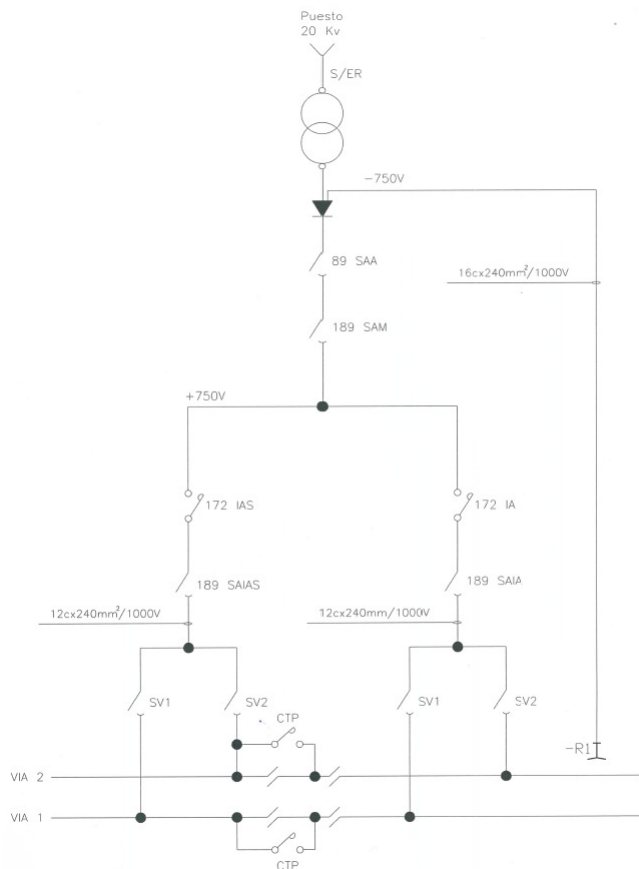 Puesto
20 Kv
S/ER
-750V
89 SAA
16cx240mm²/1000V
189 SAM
+750V
172 IAS
172 IA
189 SAIAS
189 SAIA
12cx240mm²/1000V
12cx240mm²/1000V
SV1
SV2
SV1
SV2
CTP
-R1
VIA 2
VIA 1
CTP